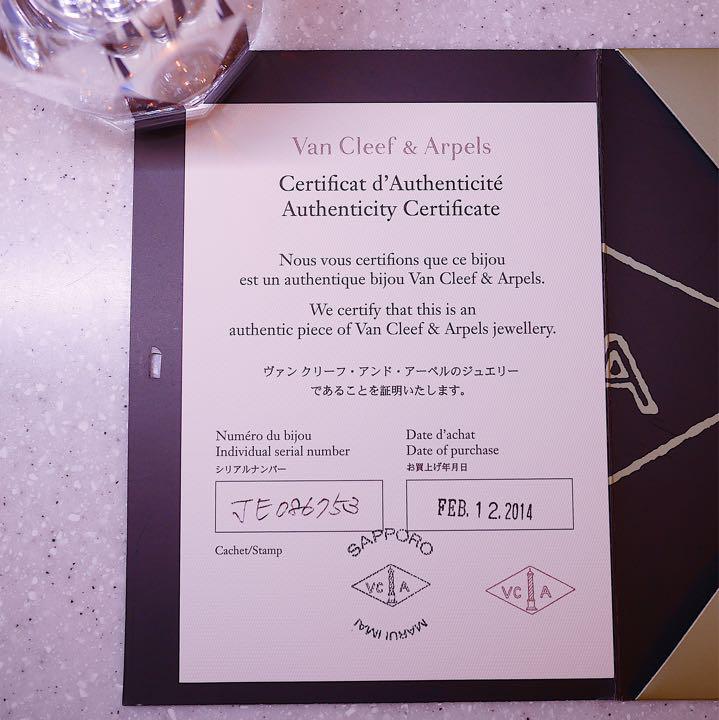 Van Cleef & Arpels
Certificat d'Authenticité
Authenticity Certificate
Nous vous certifions que ce bijou
est un authentique bijou Van Cleef & Arpels.
We certify that this is an
authentic piece of Van Cleef & Arpels jewellery.
ヴァン クリーフ・アンド・アーペルのジュエリー
であることを証明いたします。
Numéro du bijou
Individual serial number
シリアルナンバー
JE086753
Date d'achat
Date of purchase
お買上げ年月日
FEB. 12. 2014
Cachet/Stamp
SAPPORO
VC A
MARUI IMAI
VC A
A